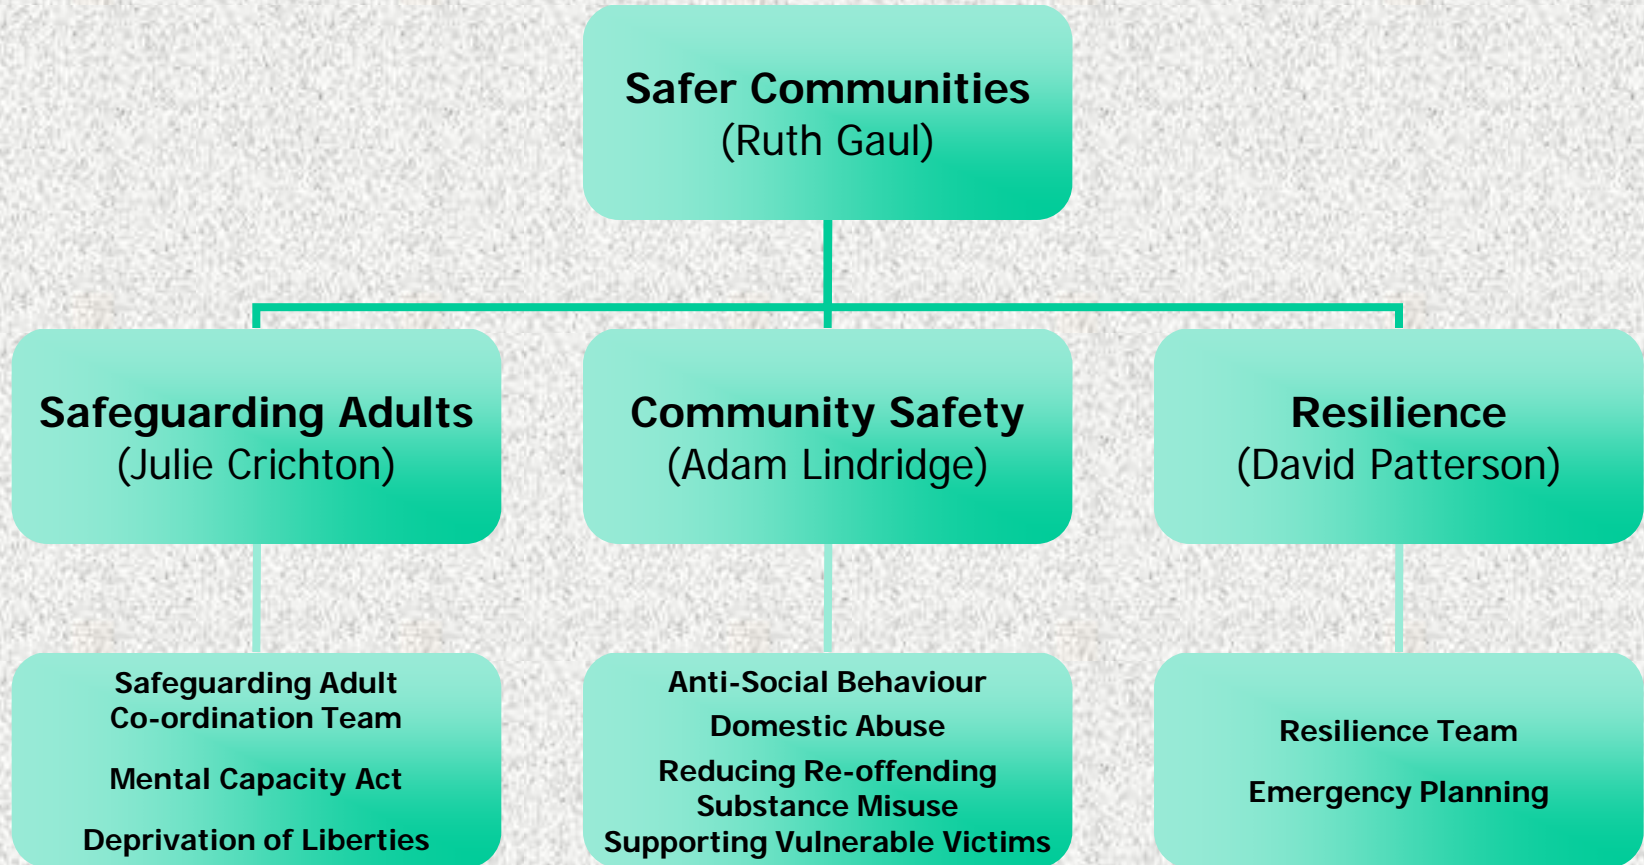 Safer Communities
(Ruth Gaul)
Safeguarding Adults
(Julie Crichton)
Community Safety
(Adam Lindridge)
Resilience
(David Patterson)
Safeguarding Adult
Co-ordination Team
Mental Capacity Act
Deprivation of Liberties
Anti-Social Behaviour
Domestic Abuse
Reducing Re-offending
Substance Misuse
Supporting Vulnerable Victims
Resilience Team
Emergency Planning